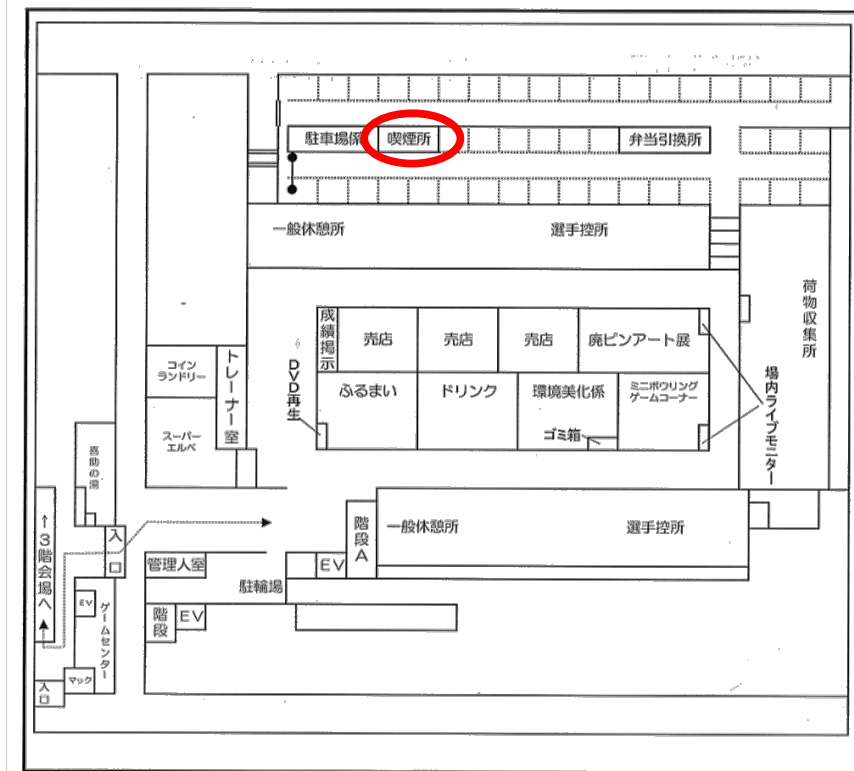 駐車場係
喫煙所
弁当引換所
一般休憩所
選手控所
荷物収集所
成績掲示
売店
売店
売店
廃ピンアート展
コイン
ランドリー
トレーナー室
DVD再生
ふるまい
ドリンク
環境美化係
ミニボウリング
ゲームコーナー
場内ライブモニター
スーパー
エルベ
ゴミ箱
喜助の湯
↑3階会場へ
入口
階段A
一般休憩所
選手控所
管理人室
EV
駐輪場
EV
ゲームセンター
階段
EV
マック
入口